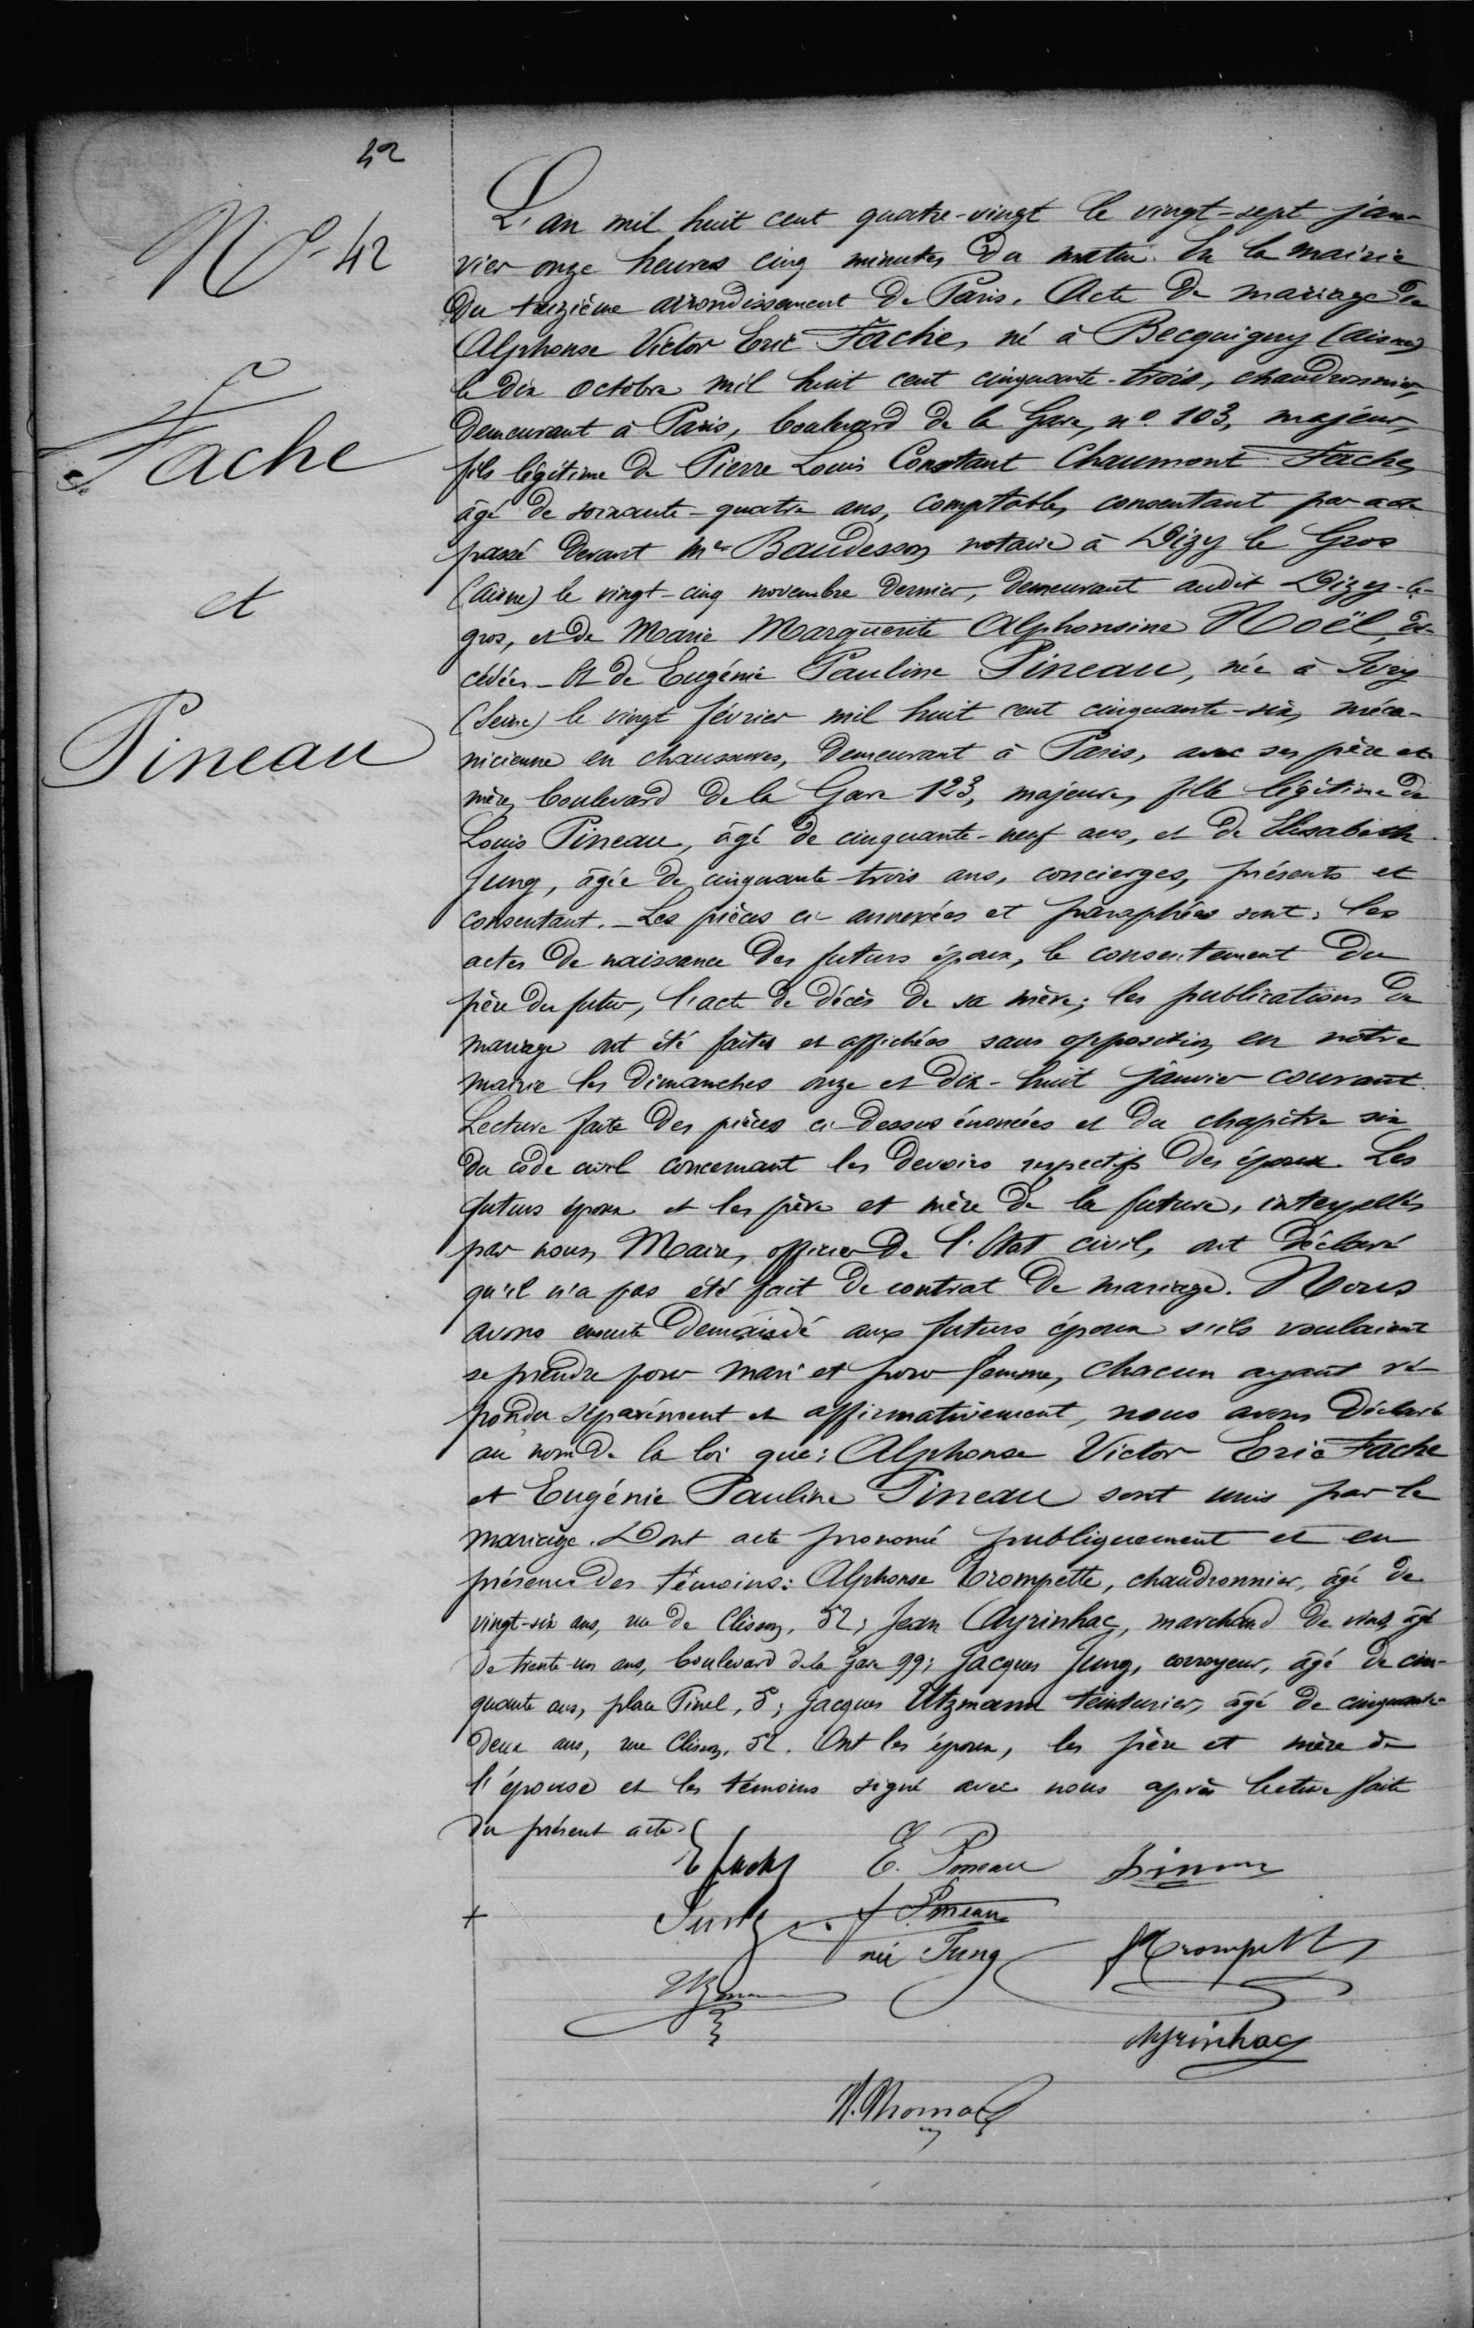 42
N° 42
Fache
et
Pineau
L'an mil huit cent quatre-vingt le vingt-sept jan-
vier onze heures cinq minutes du matin. En la mairie
du treizième arrondissement de Paris. Acte de mariage de
Alphonse Victor Eric Fache, né à Becquigny (Aisne)
le dix octobre mil huit cent cinquante-trois, chaudronnier,
demeurant à Paris, boulevard de la Gare, n° 103, majeur,
fils légitime de Pierre Louis Constant Chaumont Fache,
âgé de soixante-quatre ans, comptable, consentant par acte
passé devant Me Baudesson notaire à Dizy le Gros
(Aisne) le vingt-cinq novembre dernier, demeurant audit Dizy-le-
gros, et de Marie Marguerite Alphonsine Noël, dé-
cédée. – Et de Eugénie Pauline Pineau, née à Ivry
(Seine) le vingt février mil huit cent cinquante-six, méca-
nicienne en chaussures, demeurant à Paris, avec ses père et
mère, boulevard de la Gare 123, majeure, fille légitime de
Louis Pineau, âgé de cinquante-neuf ans, et de Elisabeth
Jung, âgée de cinquante-trois ans, concierges, présents et
consentant. – Les pièces ci-annexées et paraphées sont: les
actes de naissance des futurs époux, le consentement du
père du futur, l'acte de décès de sa mère; les publications de
mariage ont été faites et affichées sans opposition en notre
mairie les dimanches onze et dix-huit janvier courant.
Lecture faite des pièces ci-dessus énoncées et du chapitre six
du code civil concernant les devoirs respectifs des époux. Les
futurs époux et les père et mère de la future, interpellés
par nous, Maire, officier de l'Etat civil, ont déclaré
qu'il n'a pas été fait de contrat de mariage. Nous
avons ensuite demandé aux futurs époux s'ils voulaient
se prendre pour mari et pour femme, chacun ayant ré-
pondu séparément et affirmativement, nous avons déclaré
au nom de la loi que: Alphonse Victor Eric Fache
et Eugénie Pauline Pineau sont unis par le
mariage. Dont acte prononcé publiquement et en
présence des témoins: Alphonse Trompette, chaudronnier, âgé de
vingt-six ans, rue de Clisson, 52; Jean Ayrinhac, marchand de vins, âgé
de trente un ans, boulevard de la Gare 99; Jacques Jung, corroyeur, âgé de cin-
quante ans, place Pinel, 5; Jacques Utzmann teinturier, âgé de cinquante-
deux ans, rue Clisson, 52. Ont les époux, les père et mère de
l'épouse et les témoins signé avec nous après lecture faite
du présent acte.
E Fache E. Pineau Pineau
Jung f Pineau
née Jung Trompette
Utzmann
Ayrinhac